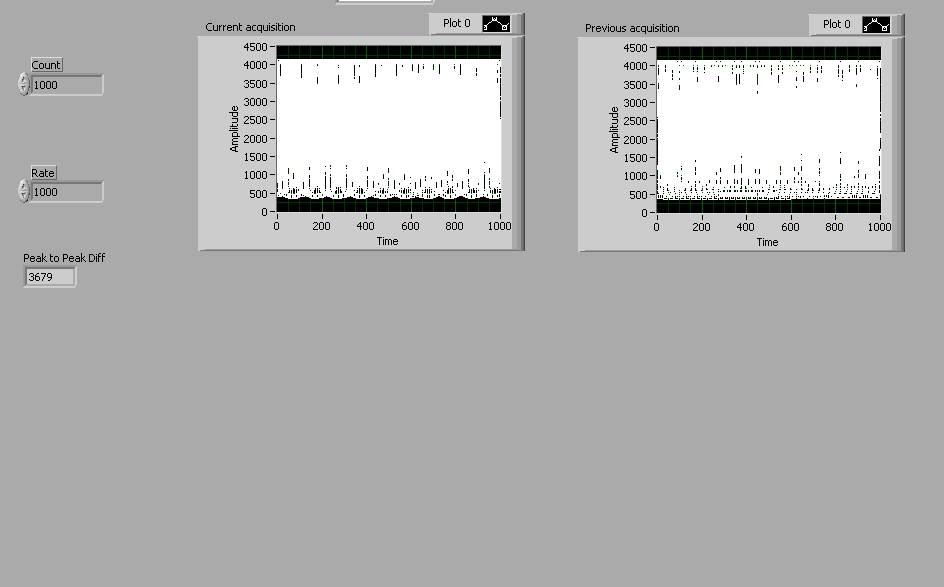 Current acquisition
Plot 0
Previous acquisition
Plot 0
Count
1000
Rate
1000
Peak to Peak Diff
3679
Amplitude
4500
4000
3500
3000
2500
2000
1500
1000
500
0
0 200 400 600 800 1000
Time
Amplitude
4500
4000
3500
3000
2500
2000
1500
1000
500
0
0 200 400 600 800 1000
Time